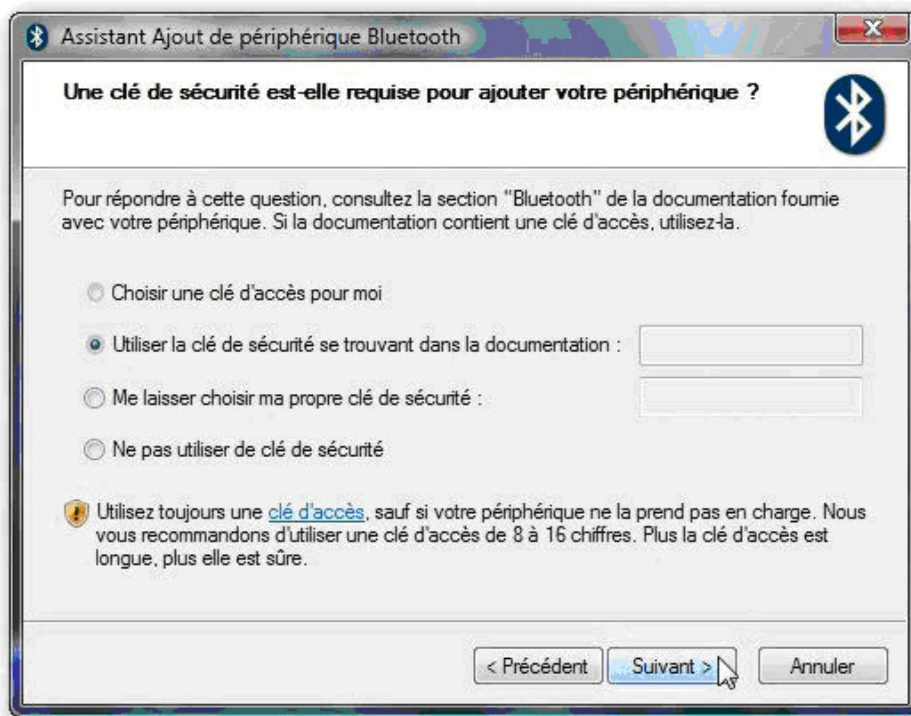 Assistant Ajout de périphérique Bluetooth
Une clé de sécurité est-elle requise pour ajouter votre périphérique ?
Pour répondre à cette question, consultez la section "Bluetooth" de la documentation fournie
avec votre périphérique. Si la documentation contient une clé d'accès, utilisez-la.
Choisir une clé d'accès pour moi
Utiliser la clé de sécurité se trouvant dans la documentation :
Me laisser choisir ma propre clé de sécurité :
Ne pas utiliser de clé de sécurité
Utilisez toujours une clé d'accès, sauf si votre périphérique ne la prend pas en charge. Nous
vous recommandons d'utiliser une clé d'accès de 8 à 16 chiffres. Plus la clé d'accès est
longue, plus elle est sûre.
< Précédent
Suivant >
Annuler